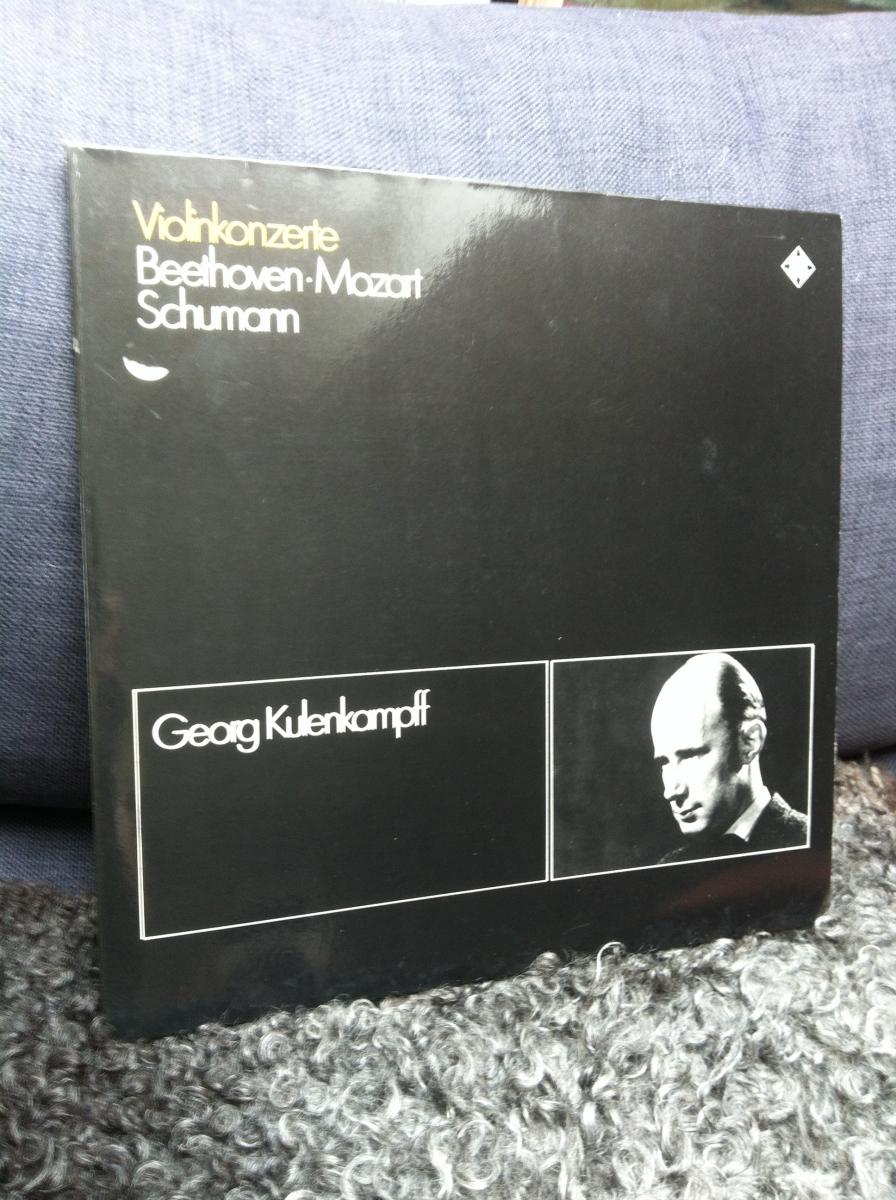 Violinkonzerte
Beethoven · Mozart
Schumann
Georg Kulenkampff